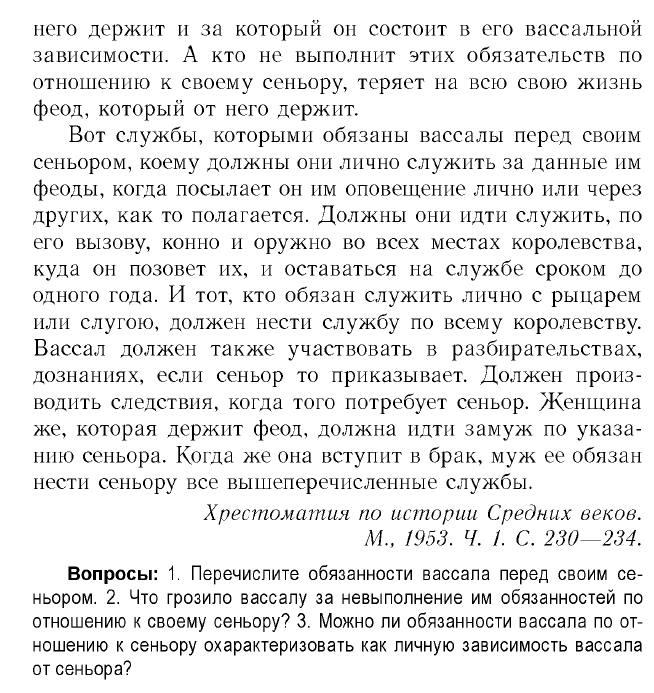 него держит и за который он состоит в его вассальной
зависимости. А кто не выполнит этих обязательств по
отношению к своему сеньору, теряет на всю свою жизнь
феод, который от него держит.
Вот службы, которыми обязаны вассалы перед своим
сеньором, коему должны они лично служить за данные им
феоды, когда посылает он им оповещение лично или через
других, как то полагается. Должны они идти служить, по
его вызову, конно и оружно во всех местах королевства,
куда он позовет их, и оставаться на службе сроком до
одного года. И тот, кто обязан служить лично с рыцарем
или слугою, должен нести службу по всему королевству.
Вассал должен также участвовать в разбирательствах,
дознаниях, если сеньор то приказывает. Должен произ-
водить следствия, когда того потребует сеньор. Женщина
же, которая держит феод, должна идти замуж по указа-
нию сеньора. Когда же она вступит в брак, муж ее обязан
нести сеньору все вышеперечисленные службы.
Хрестоматия по истории Средних веков.
М., 1953. Ч. 1. С. 230—234.
Вопросы: 1. Перечислите обязанности вассала перед своим се-
ньором. 2. Что грозило вассалу за невыполнение им обязанностей по
отношению к своему сеньору? 3. Можно ли обязанности вассала по от-
ношению к сеньору охарактеризовать как личную зависимость вассала
от сеньора?